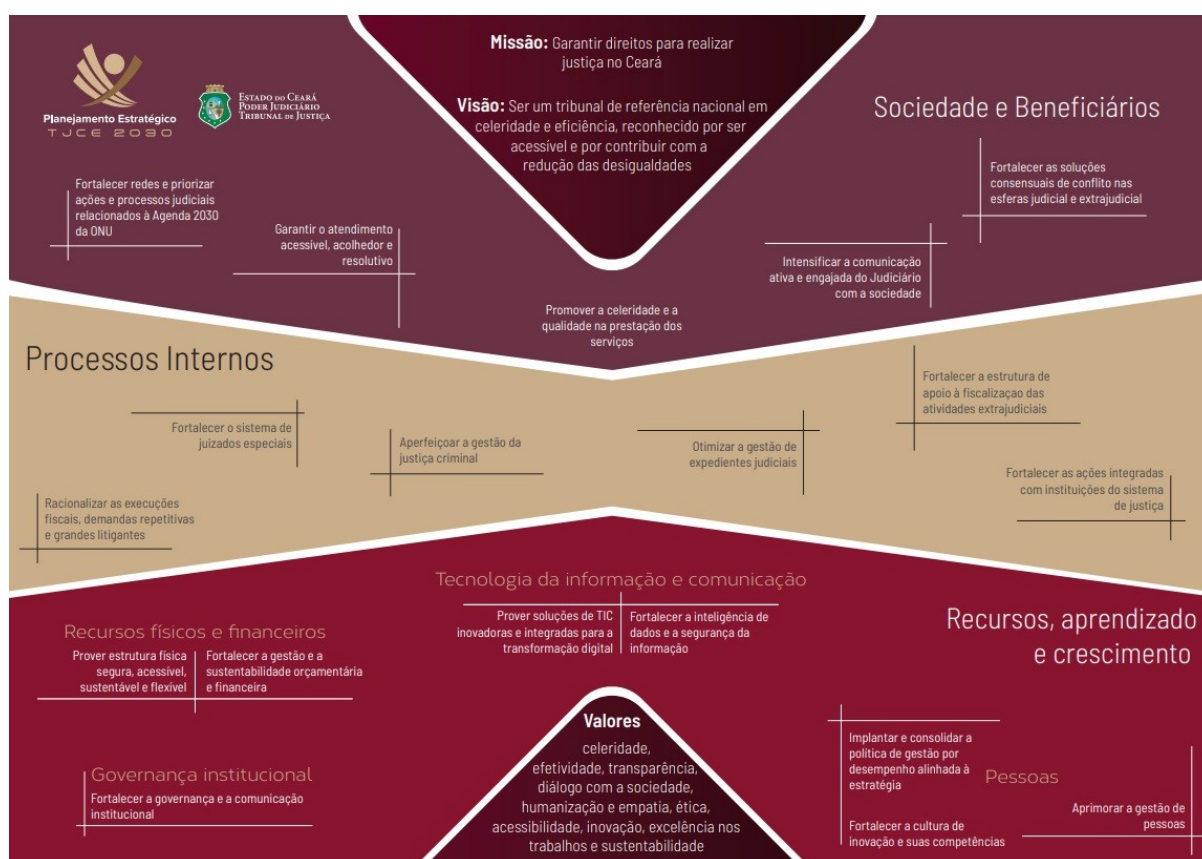 Planejamento Estratégico
TJCE 2030
ESTADO DO CEARÁ
PODER JUDICIÁRIO
TRIBUNAL DE JUSTIÇA
Missão: Garantir direitos para realizar
justiça no Ceará
Visão: Ser um tribunal de referência nacional em
celeridade e eficiência, reconhecido por ser
acessível e por contribuir com a
redução das desigualdades
Sociedade e Beneficiários
Fortalecer redes e priorizar
ações e processos judiciais
relacionados à Agenda 2030
da ONU
Garantir o atendimento
acessível, acolhedor e
resolutivo
Promover a celeridade e a
qualidade na prestação dos
serviços
Intensificar a comunicação
ativa e engajada do Judiciário
com a sociedade
Fortalecer as soluções
consensuais de conflito nas
esferas judicial e extrajudicial
Processos Internos
Racionalizar as execuções
fiscais, demandas repetitivas
e grandes litigantes
Fortalecer o sistema de
juizados especiais
Aperfeiçoar a gestão da
justiça criminal
Otimizar a gestão de
expedientes judiciais
Fortalecer a estrutura de
apoio à fiscalizaçao das
atividades extrajudiciais
Fortalecer as ações integradas
com instituições do sistema
de justiça
Recursos, aprendizado
e crescimento
Recursos físicos e financeiros
Prover estrutura física
segura, acessível,
sustentável e flexível
Fortalecer a gestão e a
sustentabilidade orçamentária
e financeira
Tecnologia da informação e comunicação
Prover soluções de TIC
inovadoras e integradas para a
transformação digital
Fortalecer a inteligência de
dados e a segurança da
informação
Governança institucional
Fortalecer a governança e a comunicação
institucional
Valores
celeridade,
efetividade, transparência,
diálogo com a sociedade,
humanização e empatia, ética,
acessibilidade, inovação, excelência nos
trabalhos e sustentabilidade
Pessoas
Implantar e consolidar a
política de gestão por
desempenho alinhada à
estratégia
Fortalecer a cultura de
inovação e suas competências
Aprimorar a gestão de
pessoas